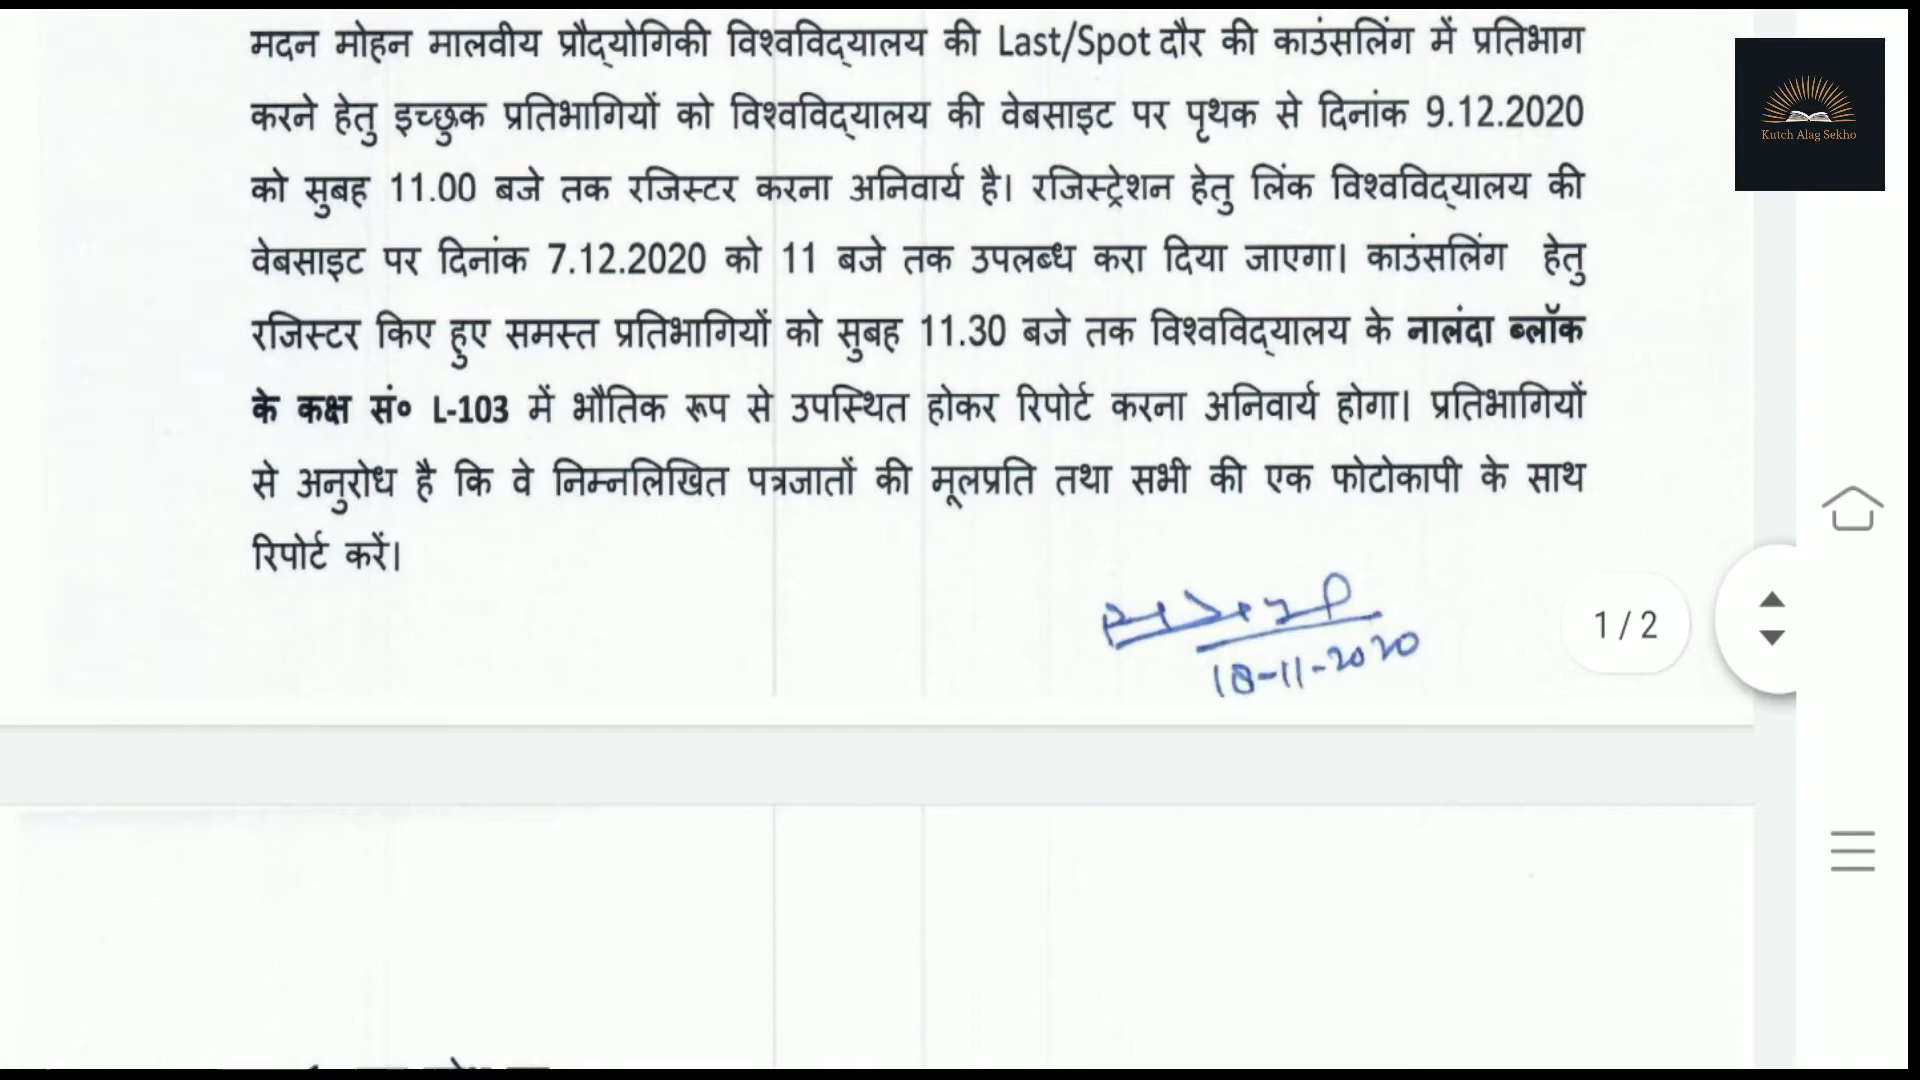 मदन मोहन मालवीय प्रौद्योगिकी विश्वविद्यालय की Last/Spot दौर की काउंसलिंग में प्रतिभाग
करने हेतु इच्छुक प्रतिभागियों को विश्वविद्यालय की वेबसाइट पर पृथक से दिनांक 9.12.2020
को सुबह 11.00 बजे तक रजिस्टर करना अनिवार्य है। रजिस्ट्रेशन हेतु लिंक विश्वविद्यालय की
वेबसाइट पर दिनांक 7.12.2020 को 11 बजे तक उपलब्ध करा दिया जाएगा। काउंसलिंग हेतु
रजिस्टर किए हुए समस्त प्रतिभागियों को सुबह 11.30 बजे तक विश्वविद्यालय के नालंदा ब्लॉक
के कक्ष सं० L-103 में भौतिक रूप से उपस्थित होकर रिपोर्ट करना अनिवार्य होगा। प्रतिभागियों
से अनुरोध है कि वे निम्नलिखित पत्रजातों की मूलप्रति तथा सभी की एक फोटोकापी के साथ
रिपोर्ट करें।
18-11-2020
1 / 2
Kutch Alag Sekho